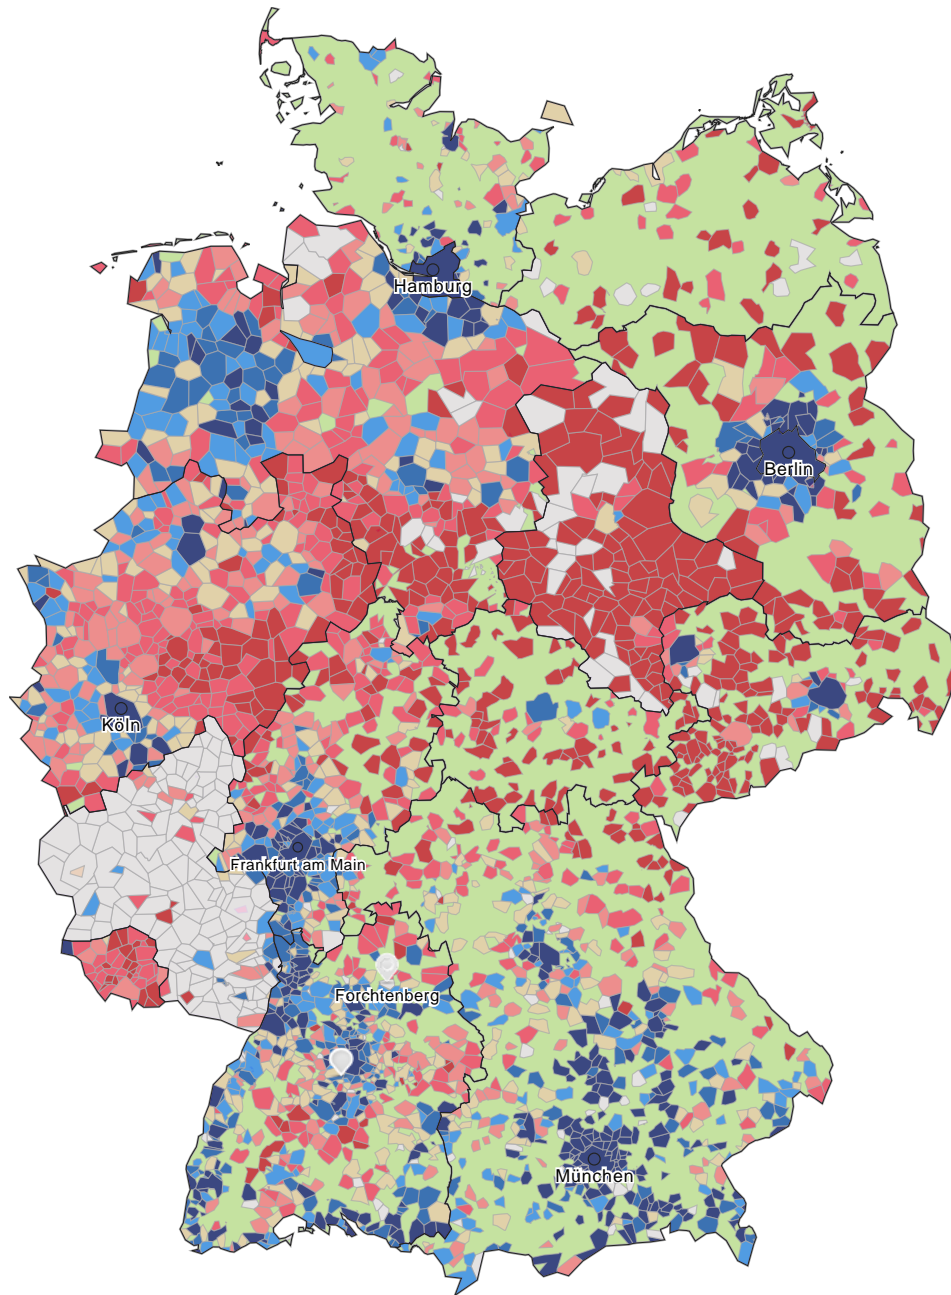 Hamburg
Berlin
Köln
Frankfurt am Main
Forchtenberg
München